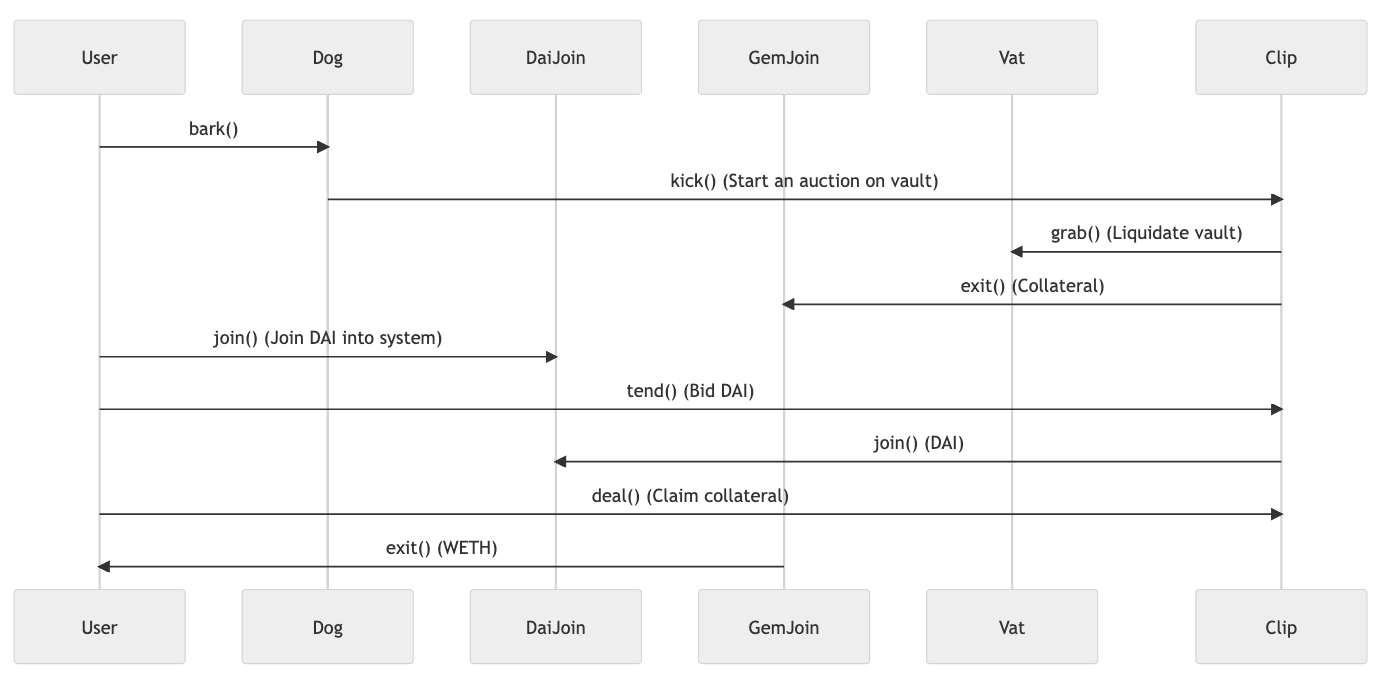 User
Dog
DaiJoin
GemJoin
Vat
Clip
bark()
kick() (Start an auction on vault)
grab() (Liquidate vault)
exit() (Collateral)
join() (Join DAI into system)
tend() (Bid DAI)
join() (DAI)
deal() (Claim collateral)
exit() (WETH)
User
Dog
DaiJoin
GemJoin
Vat
Clip